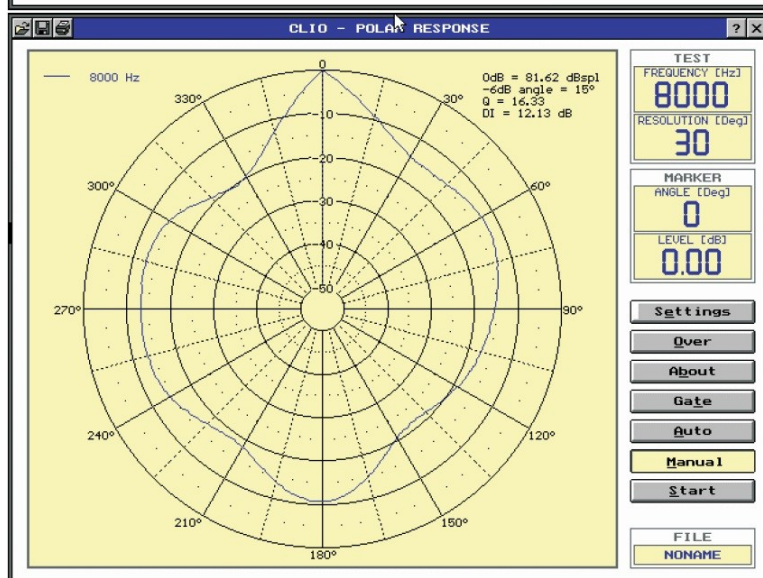 CLIO - POLAR RESPONSE
? x
8000 Hz
0dB = 81.62 dBspl
-6dB angle = 15°
Q = 16.33
DI = 12.13 dB
0
330°
30°
-10
-20
300°
60°
-30
-40
-50
270°
90°
240°
120°
210°
150°
180°
TEST
FREQUENCY [Hz]
8000
RESOLUTION [Deg]
30
MARKER
ANGLE [Deg]
0
LEVEL [dB]
0.00
Settings
Over
About
Gate
Auto
Manual
Start
FILE
NONAME